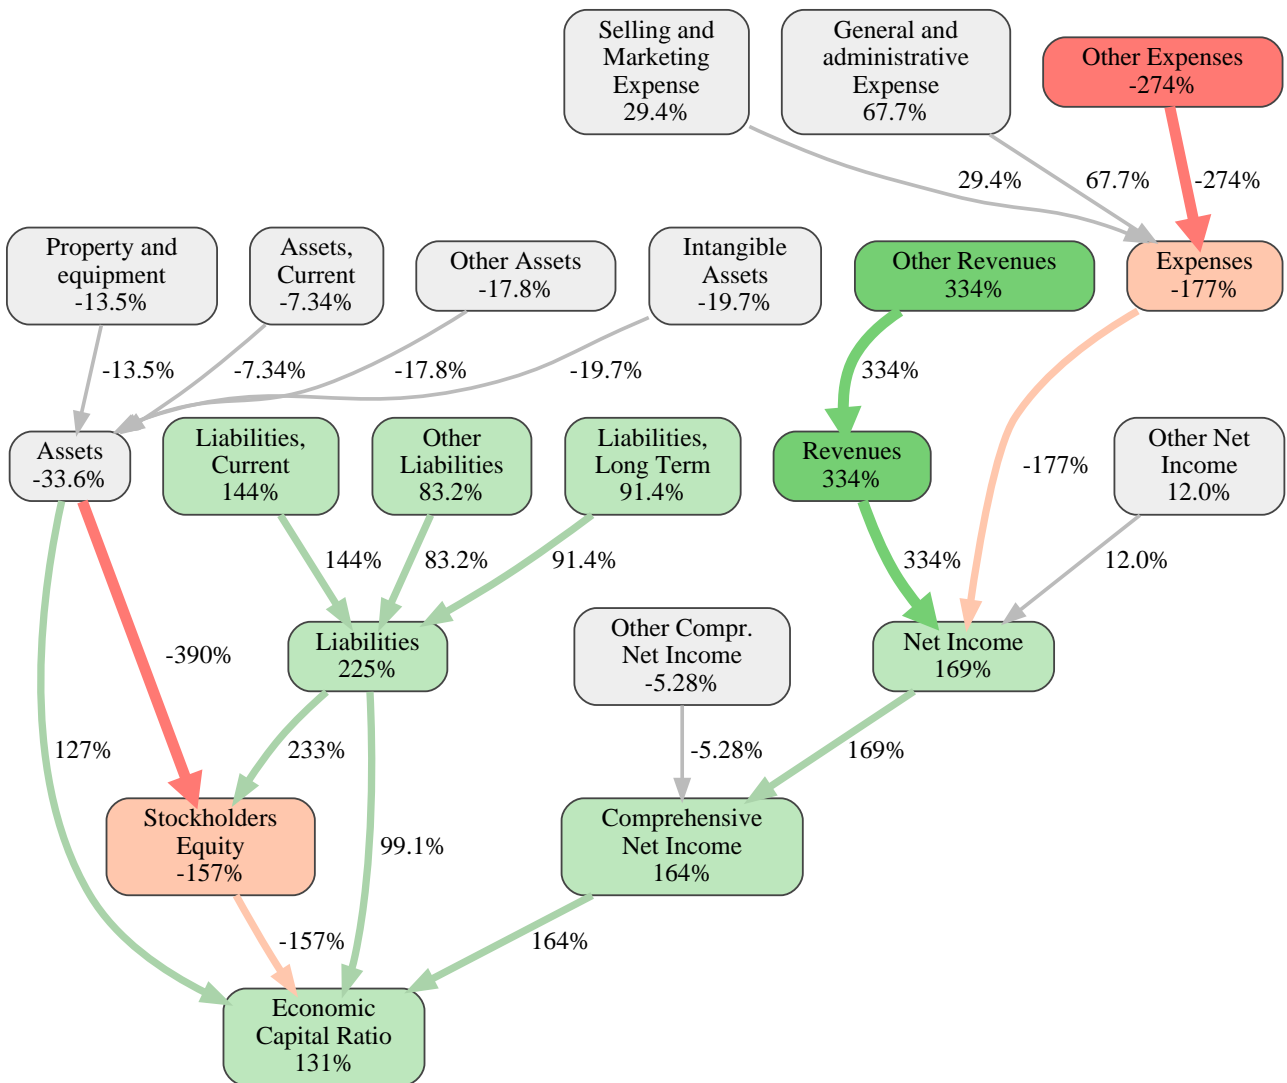 Selling and
Marketing
Expense
29.4%
General and
administrative
Expense
67.7%
Other Expenses
-274%
29.4%
67.7%
-274%
Property and
equipment
-13.5%
Assets,
Current
-7.34%
Other Assets
-17.8%
Intangible
Assets
-19.7%
Other Revenues
334%
Expenses
-177%
-13.5%
-7.34%
-17.8%
-19.7%
334%
Assets
-33.6%
Liabilities,
Current
144%
Other
Liabilities
83.2%
Liabilities,
Long Term
91.4%
Revenues
334%
-177%
Other Net
Income
12.0%
144%
83.2%
91.4%
334%
12.0%
-390%
Liabilities
225%
Other Compr.
Net Income
-5.28%
Net Income
169%
127%
233%
-5.28%
169%
Stockholders
Equity
-157%
99.1%
Comprehensive
Net Income
164%
-157%
164%
Economic
Capital Ratio
131%